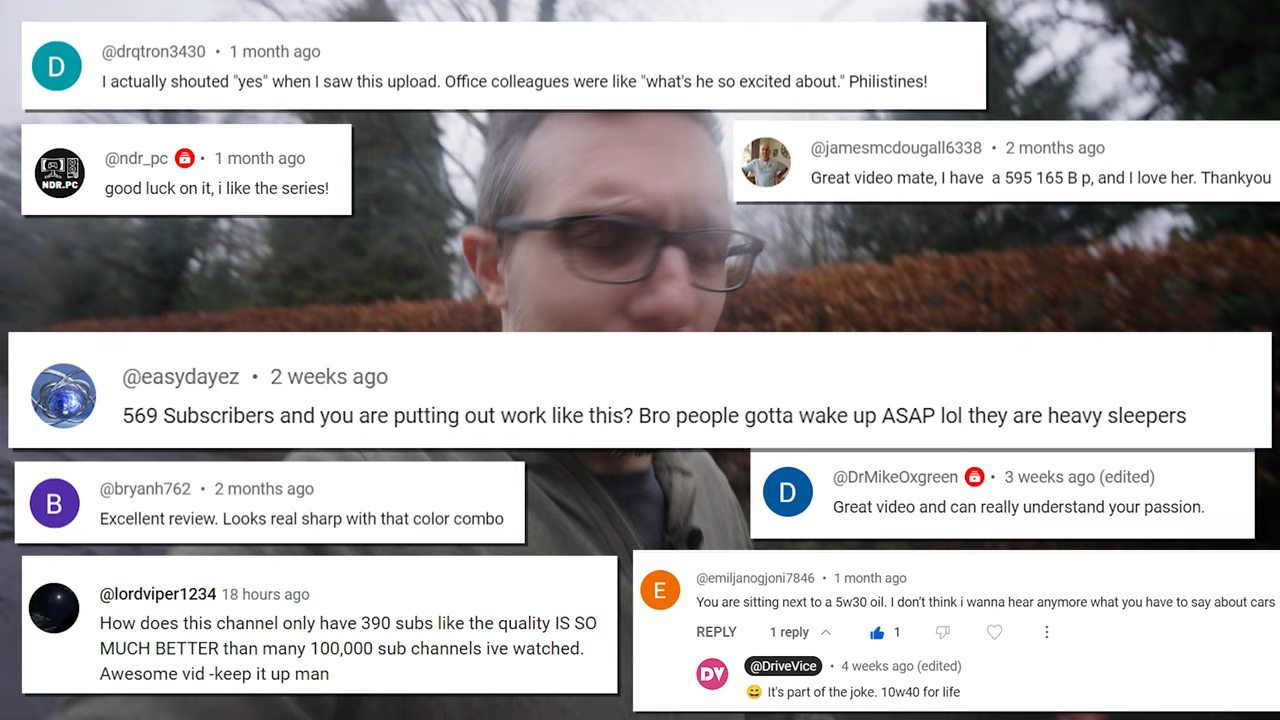 D
@drqtron3430 • 1 month ago
I actually shouted "yes" when I saw this upload. Office colleagues were like "what's he so excited about." Philistines!
NDR.PC
@ndr_pc • 1 month ago
good luck on it, i like the series!
@jamesmcdougall6338 • 2 months ago
Great video mate, I have a 595 165 B p, and I love her. Thankyou
@easydayez • 2 weeks ago
569 Subscribers and you are putting out work like this? Bro people gotta wake up ASAP lol they are heavy sleepers
B
@bryanh762 • 2 months ago
Excellent review. Looks real sharp with that color combo
D
@DrMikeOxgreen • 3 weeks ago (edited)
Great video and can really understand your passion.
@lordviper1234 18 hours ago
How does this channel only have 390 subs like the quality IS SO
MUCH BETTER than many 100,000 sub channels ive watched.
Awesome vid -keep it up man
E
@emiljanogjoni7846 • 1 month ago
You are sitting next to a 5w30 oil. I don't think i wanna hear anymore what you have to say about cars
REPLY 1 reply 1
DV
@DriveVice • 4 weeks ago (edited)
😄 It's part of the joke. 10w40 for life